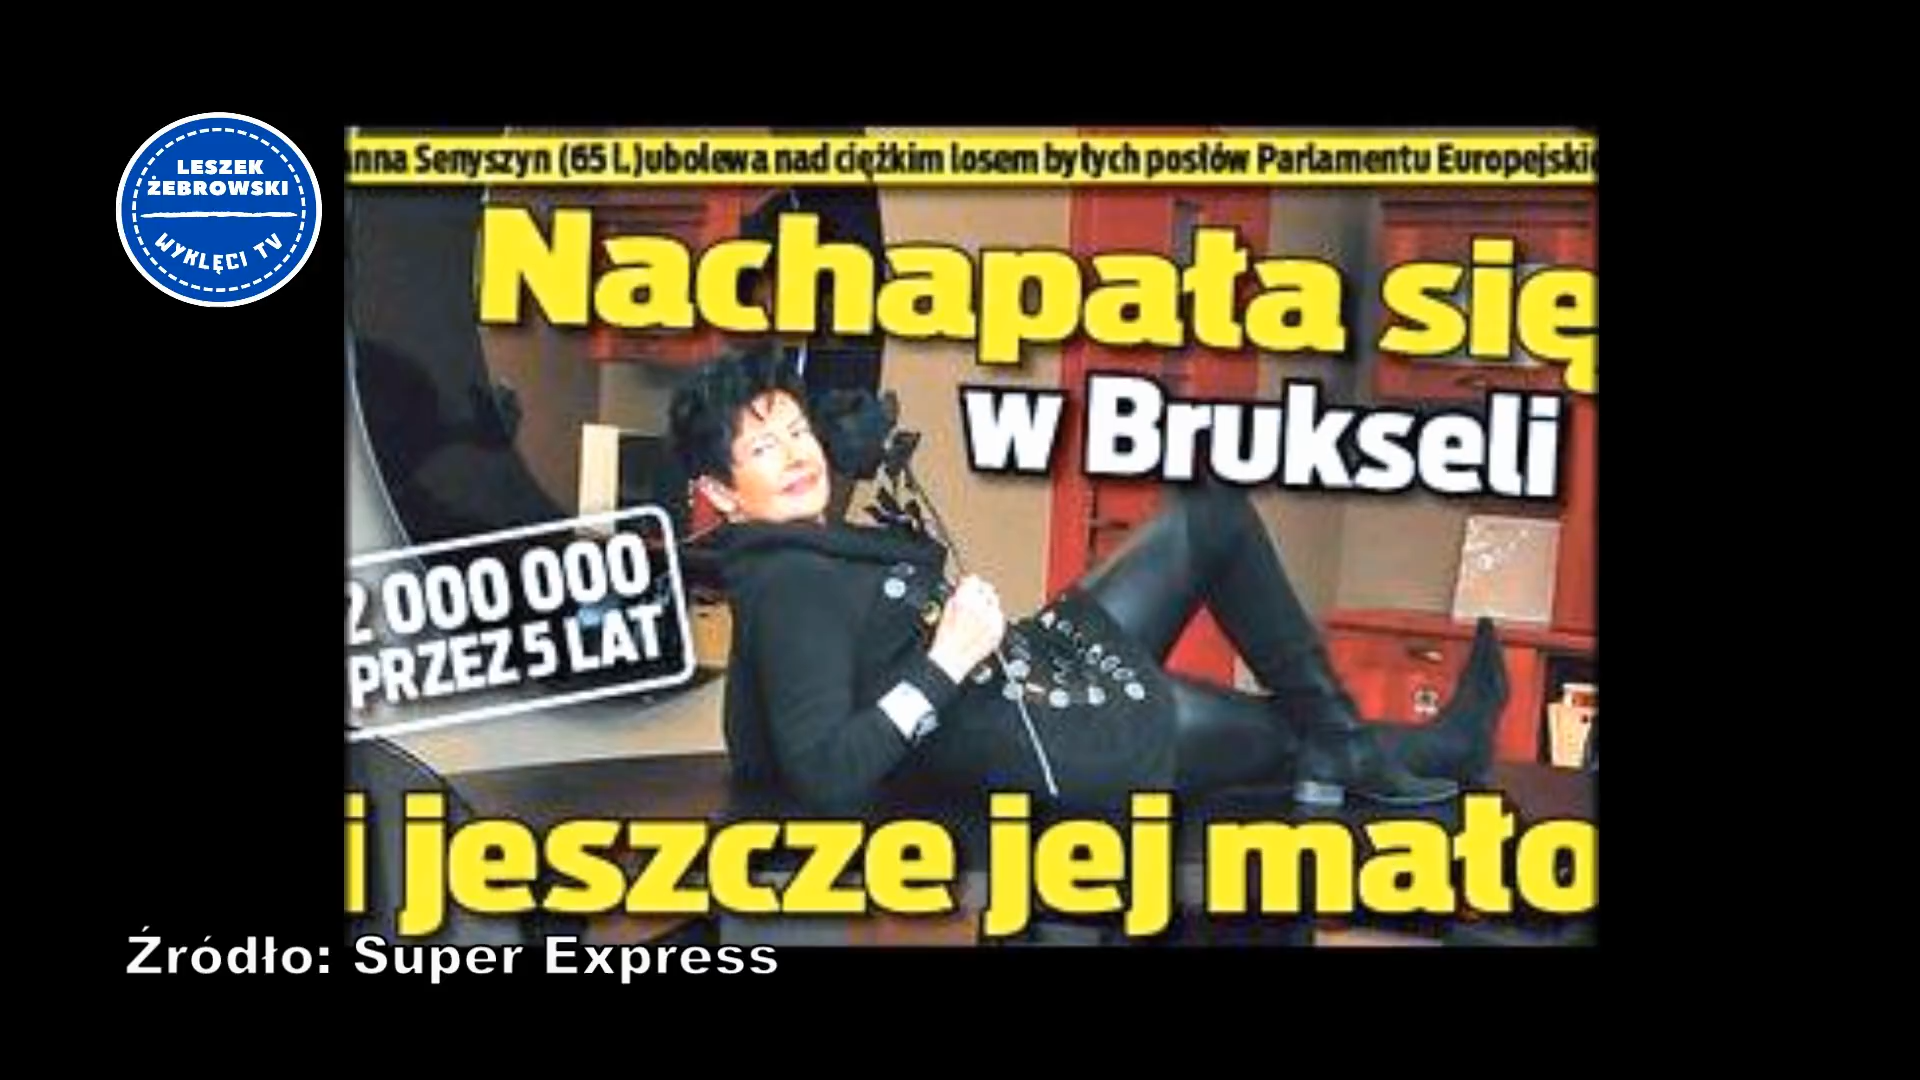 LESZEK
ŻEBROWSKI
WYKLĘCI TV
anna Senyszyn (65 l.) ubolewa nad ciężkim losem byłych posłów Parlamentu Europejskie
Nachapała się
w Brukseli
2 000 000
PRZEZ 5 LAT
i jeszcze jej mało
Źródło: Super Express